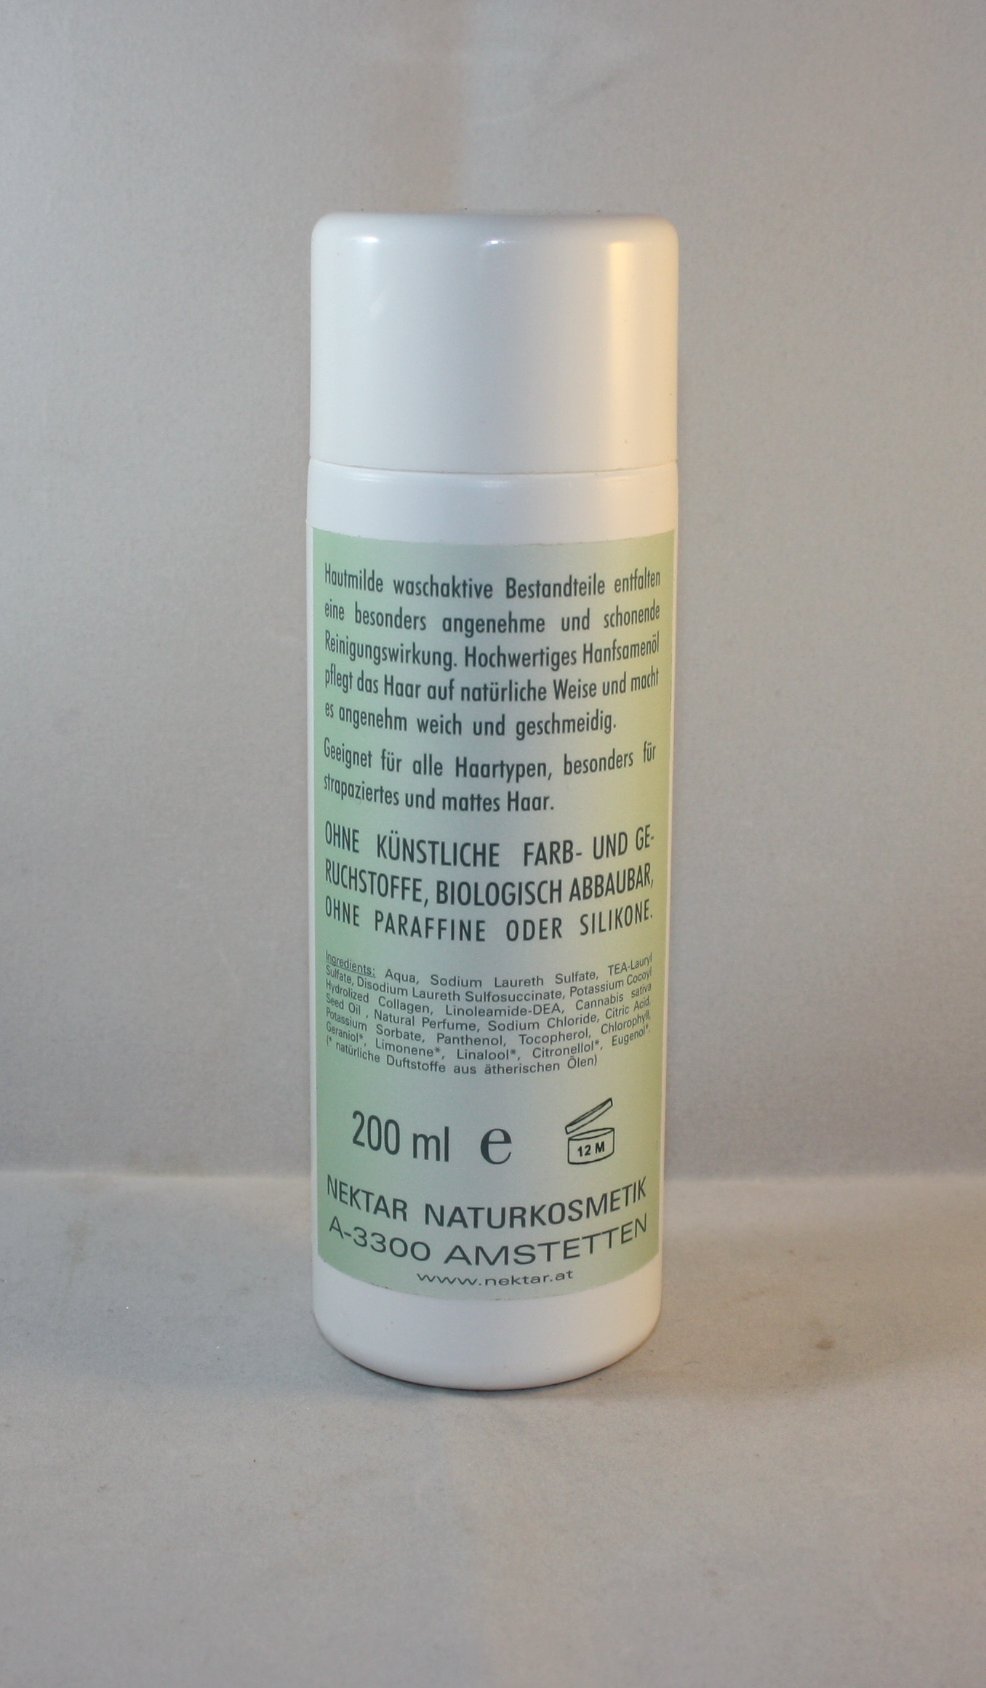 Hautmilde waschaktive Bestandteile entfalten
eine besonders angenehme und schonende
Reinigungswirkung. Hochwertiges Hanfsamenöl
pflegt das Haar auf natürliche Weise und macht
es angenehm weich und geschmeidig.
Geeignet für alle Haartypen, besonders für
strapaziertes und mattes Haar.
OHNE KÜNSTLICHE FARB- UND GE-
RUCHSTOFFE, BIOLOGISCH ABBAUBAR,
OHNE PARAFFINE ODER SILIKONE.
Ingredients: Aqua, Sodium Laureth Sulfate, TEA-Lauryl
Sulfate, Disodium Laureth Sulfosuccinate, Potassium Cocoyl
Hydrolized Collagen, Linoleamide-DEA, Cannabis sativa
Seed Oil , Natural Perfume, Sodium Chloride, Citric Acid,
Potassium Sorbate, Panthenol, Tocopherol, Chlorophyll,
Geraniol*, Limonene*, Linalool*, Citronellol*, Eugenol*.
(* natürliche Duftstoffe aus ätherischen Ölen)
200 ml e 12 M
NEKTAR NATURKOSMETIK
A-3300 AMSTETTEN
www.nektar.at